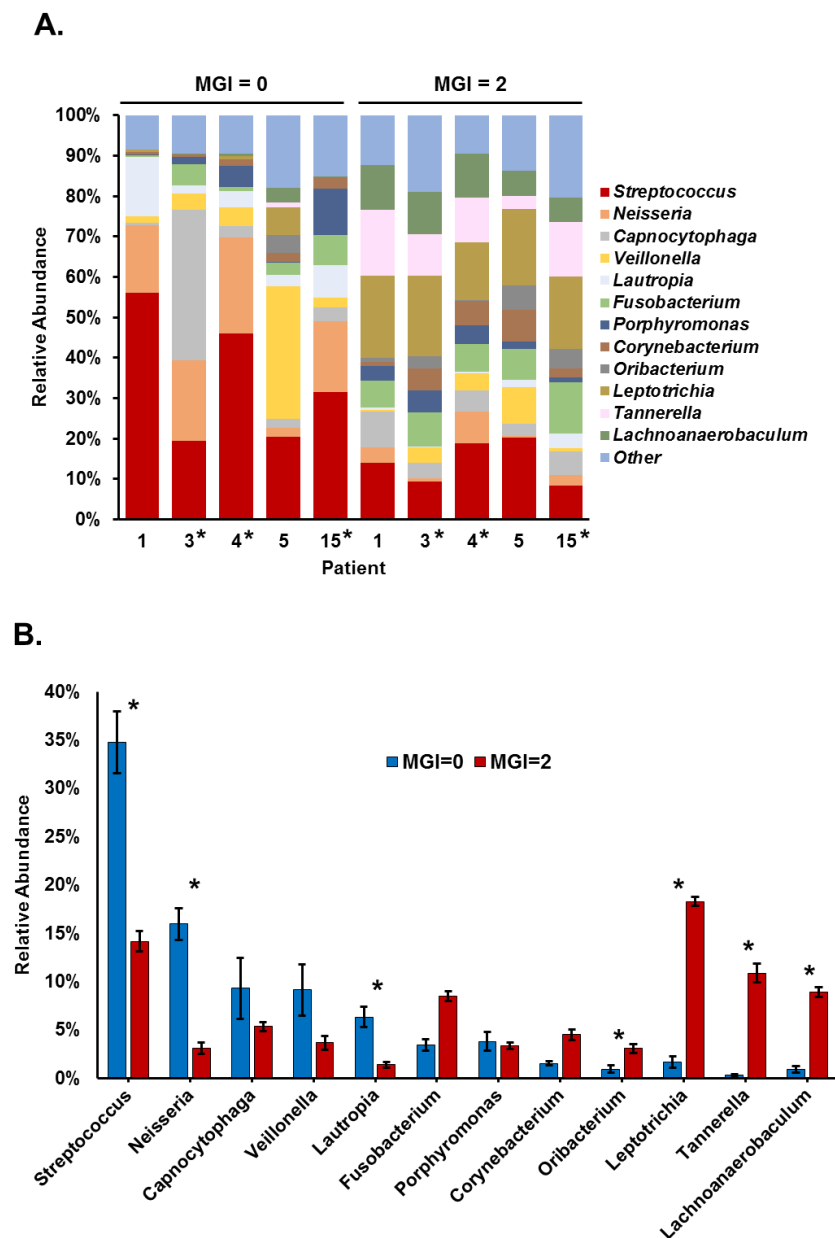 A.
MGI = 0
MGI = 2
100%
90%
80%
70%
60%
50%
40%
30%
20%
10%
0%
Relative Abundance
1
3*
4*
5
15*
1
3*
4*
5
15*
Patient
Streptococcus
Neisseria
Capnocytophaga
Veillonella
Lautropia
Fusobacterium
Porphyromonas
Corynebacterium
Oribacterium
Leptotrichia
Tannerella
Lachnoanaerobaculum
Other
B.
40%
35%
30%
25%
20%
15%
10%
5%
0%
Relative Abundance
MGI=0
MGI=2
*
*
*
*
*
*
*
Streptococcus
Neisseria
Capnocytophaga
Veillonella
Lautropia
Fusobacterium
Porphyromonas
Corynebacterium
Oribacterium
Leptotrichia
Tannerella
Lachnoanaerobaculum